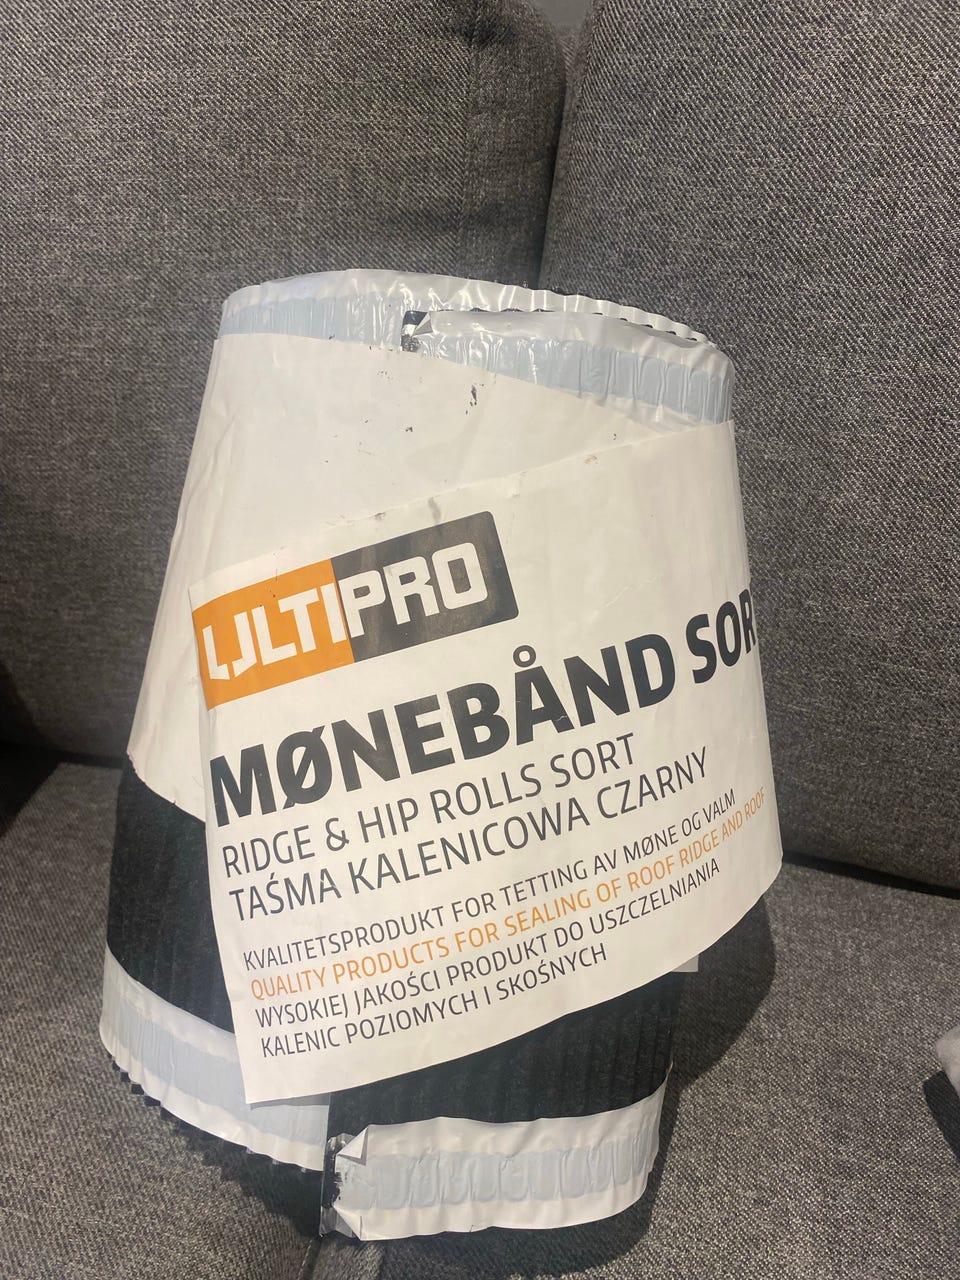 ULTIPRO
MØNEBÅND SOR
RIDGE & HIP ROLLS SORT
TAŚMA KALENICOWA CZARNY
KVALITETSPRODUKT FOR TETTING AV MØNE OG VALM
QUALITY PRODUCTS FOR SEALING OF ROOF RIDGE AND ROOF
WYSOKIEJ JAKOŚCI PRODUKT DO USZCZELNIANIA
KALENIC POZIOMYCH I SKOŚNYCH